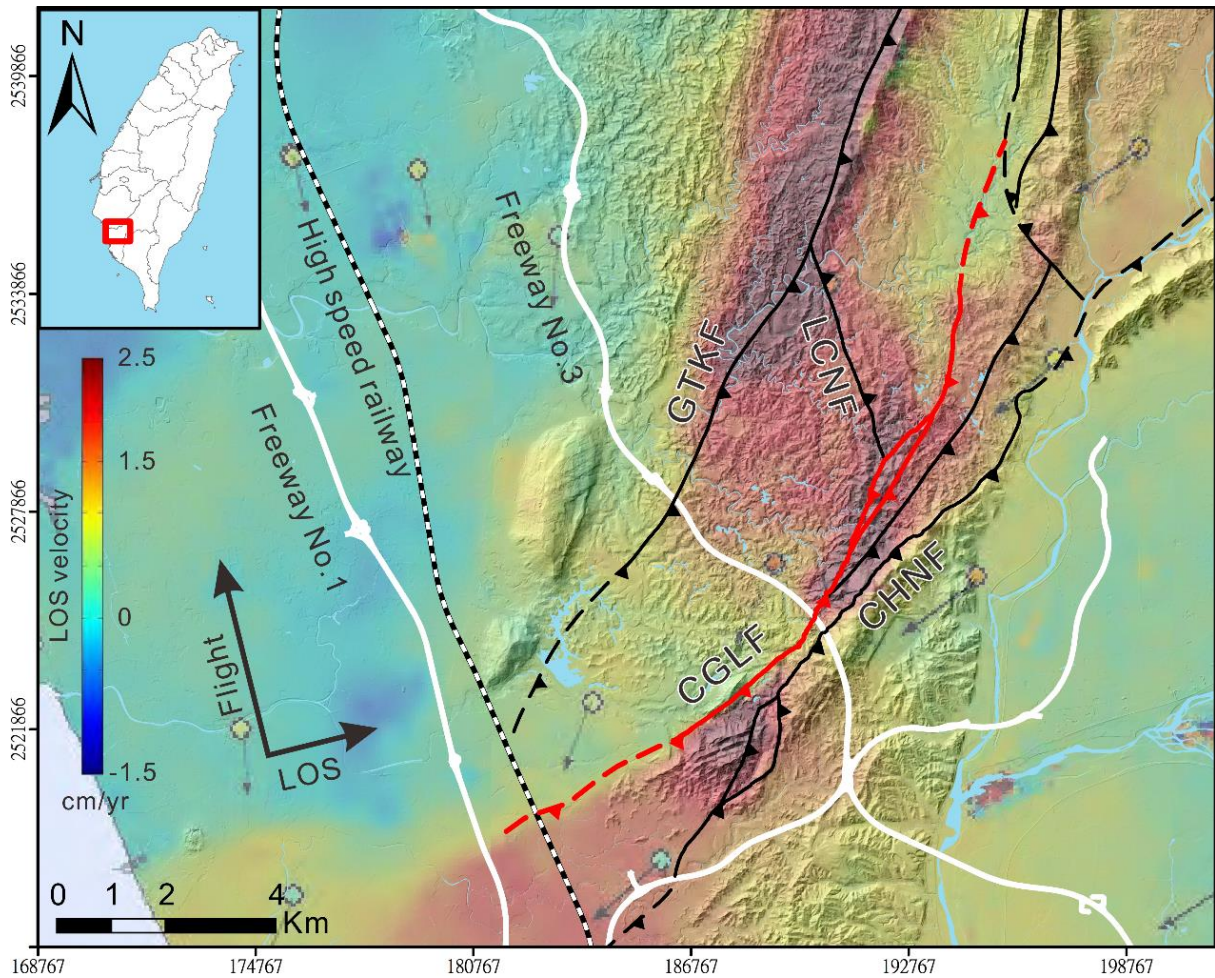 N
2539866
2533866
2527866
2521866
High speed railway
Freeway No.3
Freeway No.1
GTKF
LCNF
CHNF
CGLF
LOS velocity
2.5
1.5
0
-1.5
cm/yr
Flight
LOS
0 1 2 4
Km
168767 174767 180767 186767 192767 198767